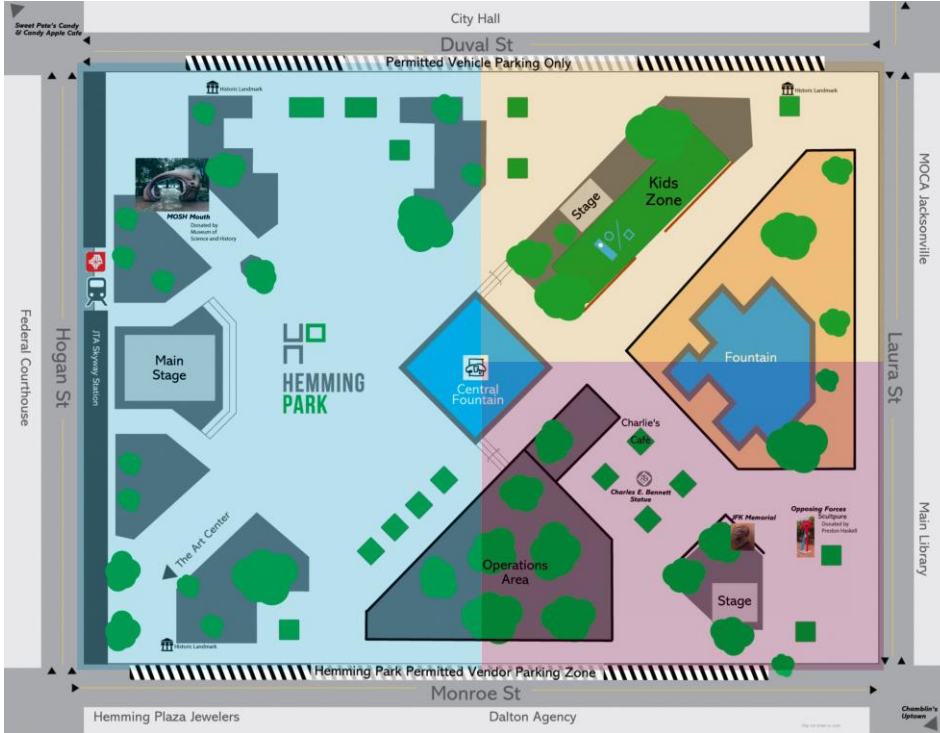 Sweet Pete's Candy
& Candy Apple Cafe
City Hall
Duval St
Permitted Vehicle Parking Only
Historic Landmark
Historic Landmark
MOSH Mouth
Donated by
Museum of
Science and History
Stage
Kids
Zone
MOCA Jacksonville
Federal Courthouse
Hogan St
JTA Skyway Station
Main
Stage
HEMMING
PARK
Central
Fountain
Fountain
Laura St
Charlie's
Cafe
Charles E. Bennett
Statue
JFK Memorial
Opposing Forces
Scultpure
Donated by
Preston Haskell
Main Library
The Art Center
Operations
Area
Stage
Historic Landmark
Hemming Park Permitted Vendor Parking Zone
Monroe St
Hemming Plaza Jewelers
Dalton Agency
Chamblin's
Uptown